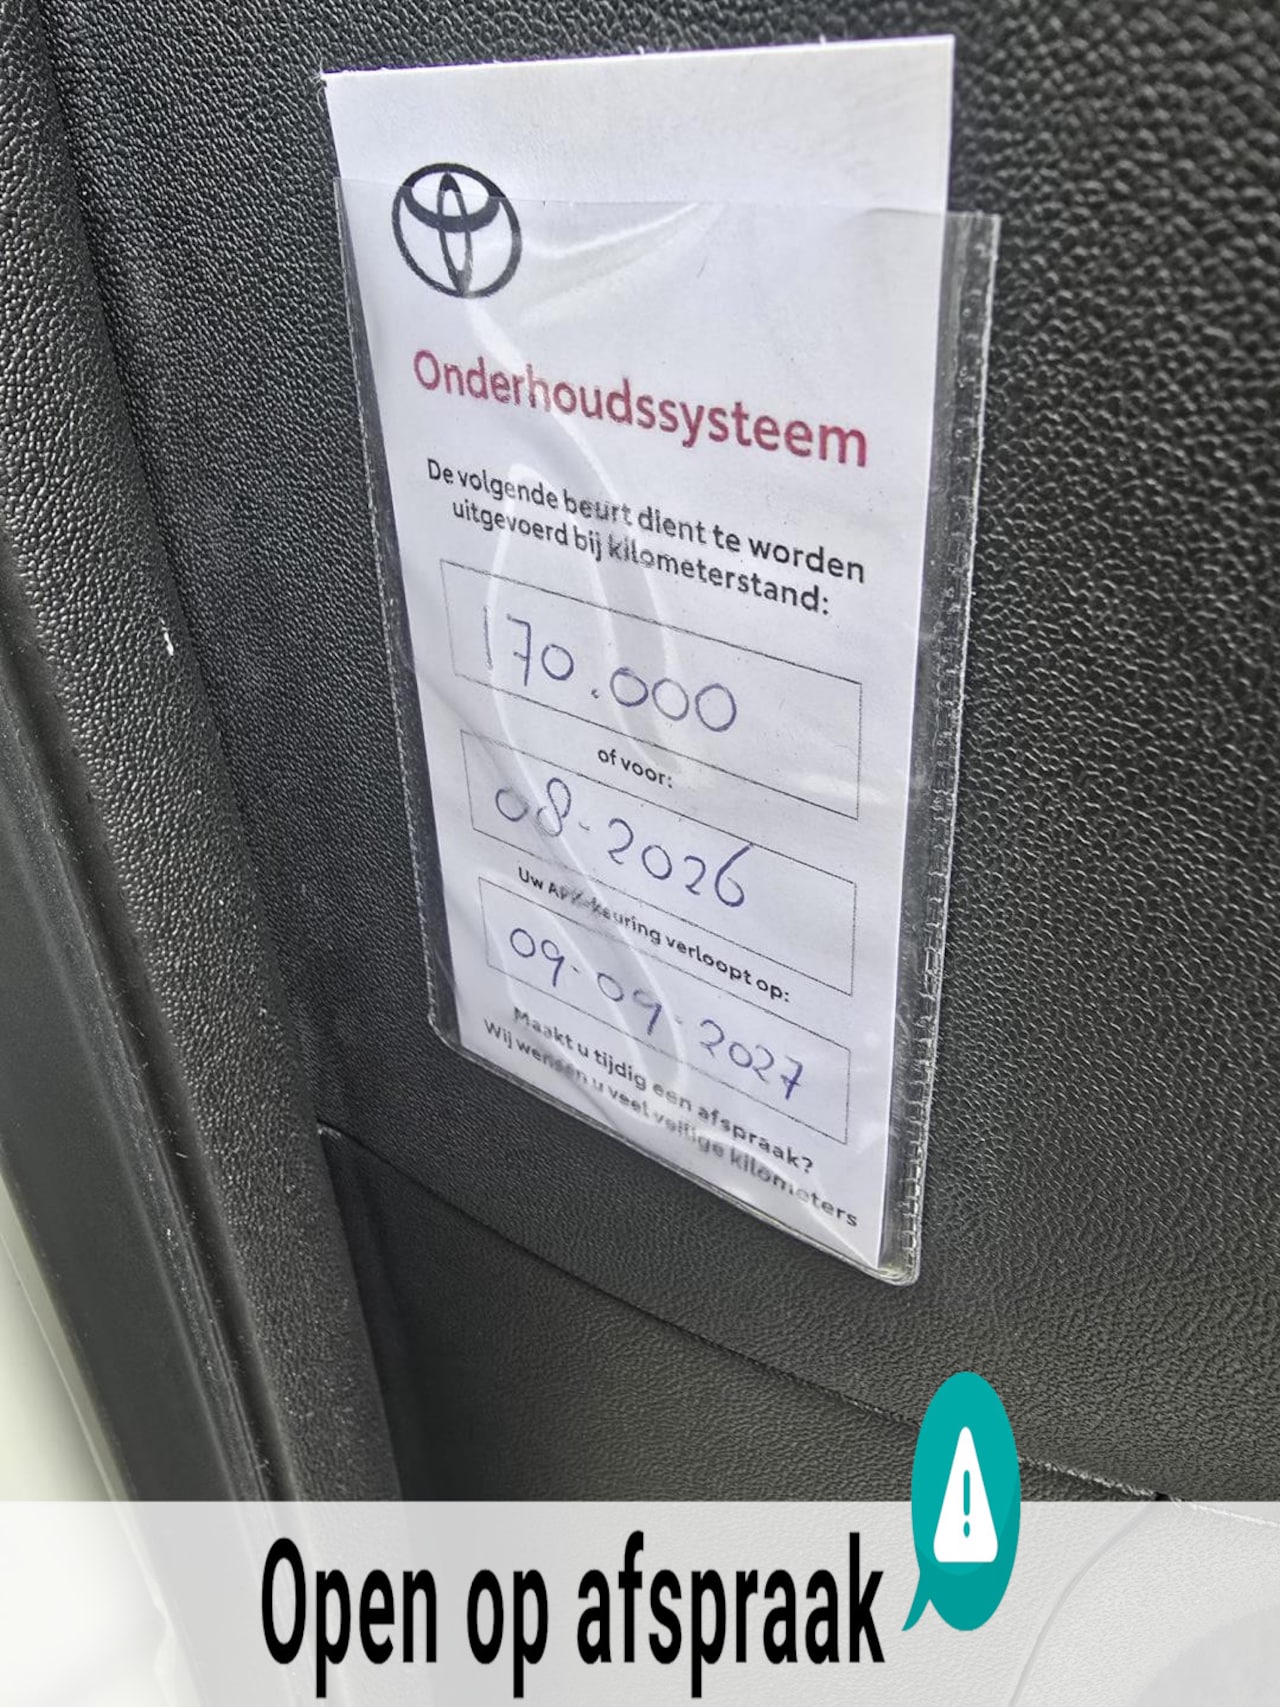 Onderhoudssysteem
De volgende beurt dient te worden
uitgevoerd bij kilometerstand:
170.000
of voor:
08-2026
Uw APK-keuring verloopt op:
09-09-2027
Maakt u tijdig een afspraak?
Wij wensen u veel veilige kilometers
Open op afspraak